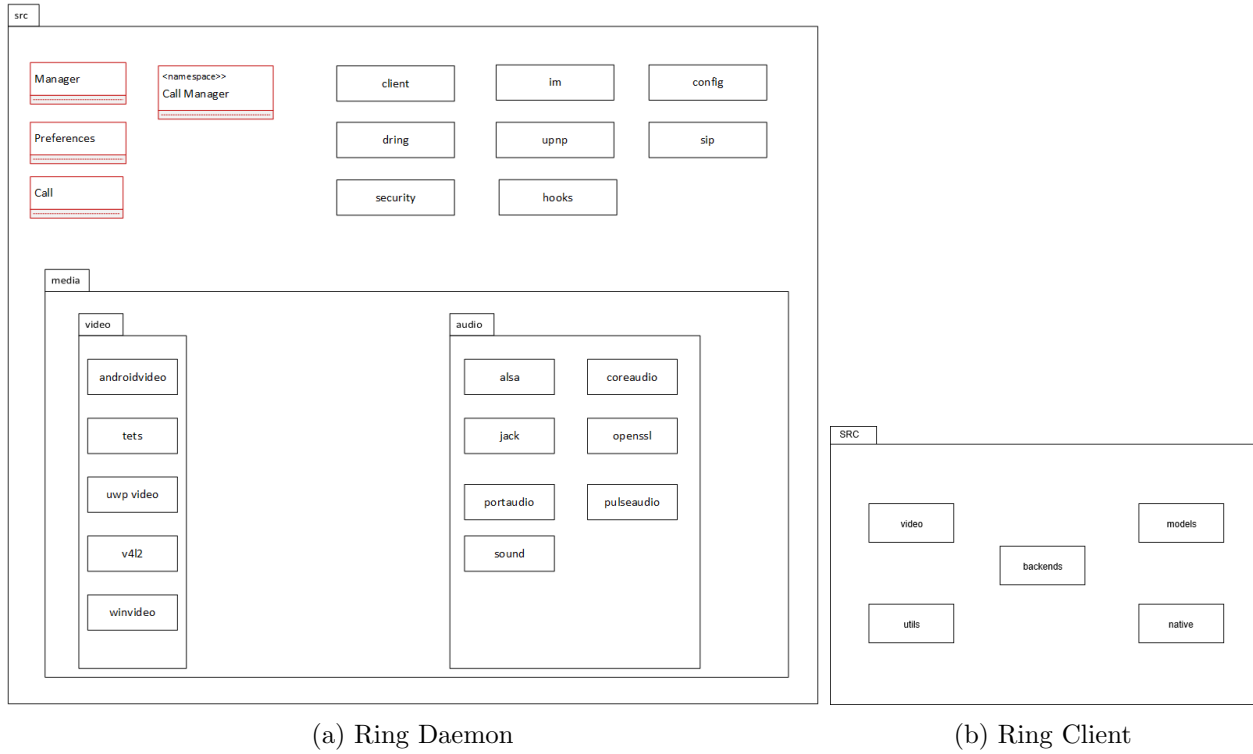 src
Manager
<namespace>>
Call Manager
client
im
config
Preferences
dring
upnp
sip
Call
security
hooks
media
video
audio
androidvideo
alsa
coreaudio
tets
jack
openssl
uwp video
portaudio
pulseaudio
v4l2
sound
winvideo
SRC
video
models
backends
utils
native
(a) Ring Daemon
(b) Ring Client